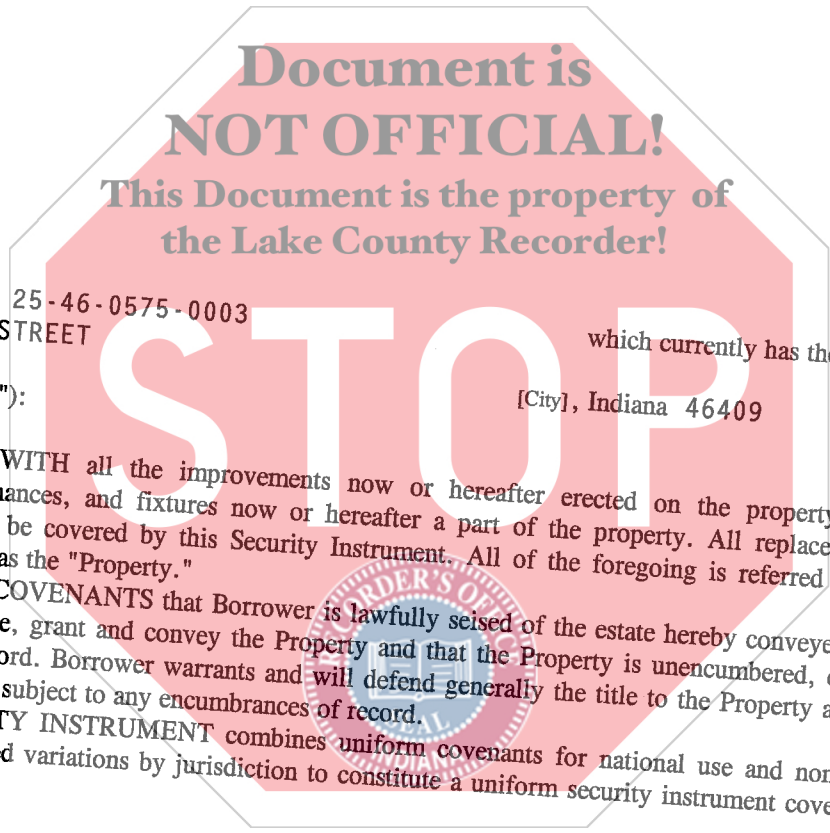 Document is
NOT OFFICIAL!
This Document is the property of
the Lake County Recorder!
STOP
25-46-0575-0003
STREET
which currently has the
"):
[City], Indiana 46409
WITH all the improvements now or hereafter erected on the property
ances, and fixtures now or hereafter a part of the property. All replace
be covered by this Security Instrument. All of the foregoing is referred
as the "Property."
COVENANTS that Borrower is lawfully seised of the estate hereby conveye
e, grant and convey the Property and that the Property is unencumbered,
ord. Borrower warrants and will defend generally the title to the Property a
subject to any encumbrances of record.
TY INSTRUMENT combines uniform covenants for national use and non
d variations by jurisdiction to constitute a uniform security instrument cove
RECORDER'S OFFICE
SEAL
INDIANA